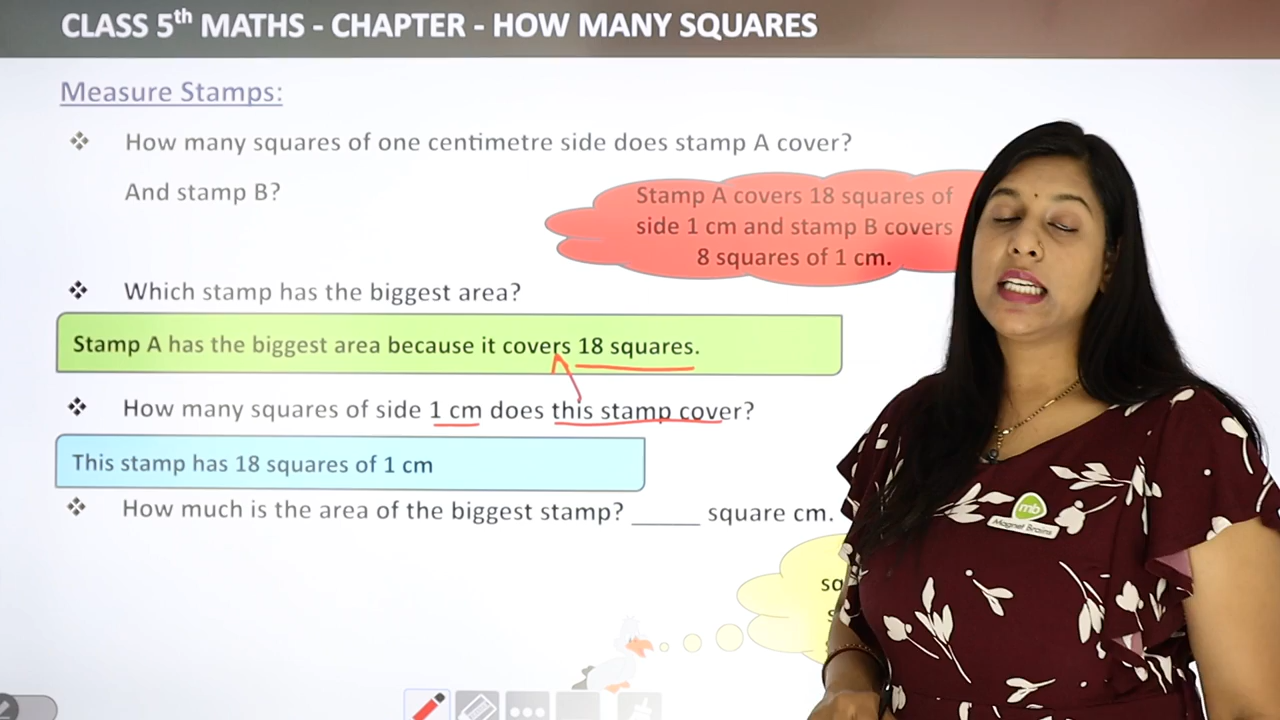 CLASS 5th MATHS - CHAPTER - HOW MANY SQUARES
Measure Stamps:
How many squares of one centimetre side does stamp A cover?
And stamp B?
Stamp A covers 18 squares of
side 1 cm and stamp B covers
8 squares of 1 cm.
Which stamp has the biggest area?
Stamp A has the biggest area because it covers 18 squares.
How many squares of side 1 cm does this stamp cover?
This stamp has 18 squares of 1 cm
How much is the area of the biggest stamp? ______ square cm.
mb
Magnet Brains